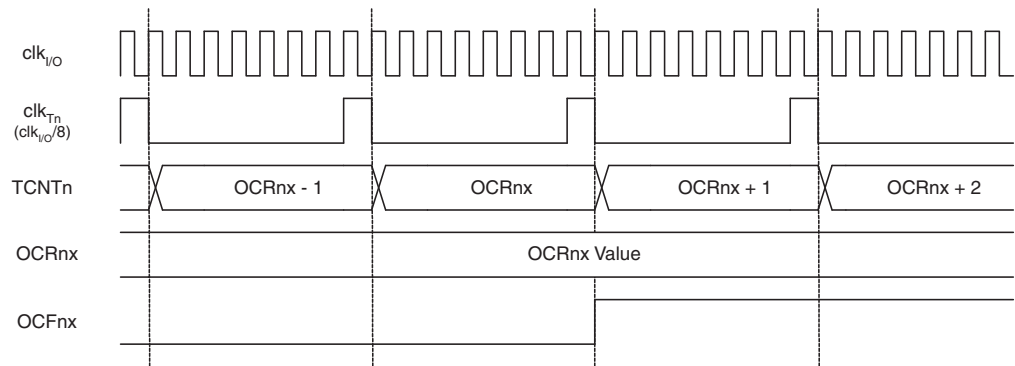 clkI/O
clkTn
(clkI/O/8)
TCNTn
OCRnx - 1
OCRnx
OCRnx + 1
OCRnx + 2
OCRnx
OCRnx Value
OCFnx